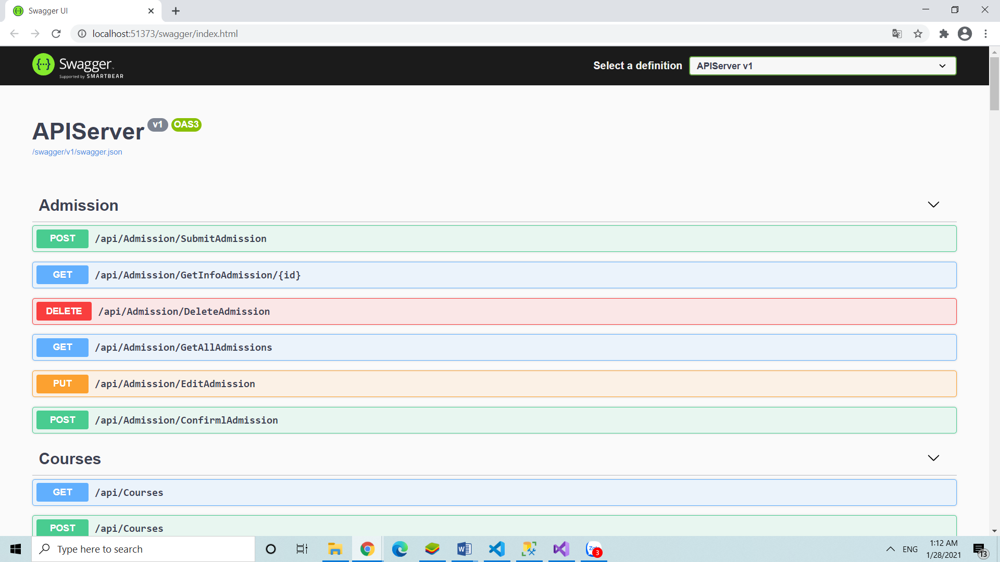 Swagger UI
localhost:51373/swagger/index.html
Swagger
Supported by SMARTBEAR
Select a definition
APIServer v1
APIServer v1 OAS3
/swagger/v1/swagger.json
Admission
POST /api/Admission/SubmitAdmission
GET /api/Admission/GetInfoAdmission/{id}
DELETE /api/Admission/DeleteAdmission
GET /api/Admission/GetAllAdmissions
PUT /api/Admission/EditAdmission
POST /api/Admission/ConfirmlAdmission
Courses
GET /api/Courses
POST /api/Courses
Type here to search
3
ENG
1:12 AM
1/28/2021
13